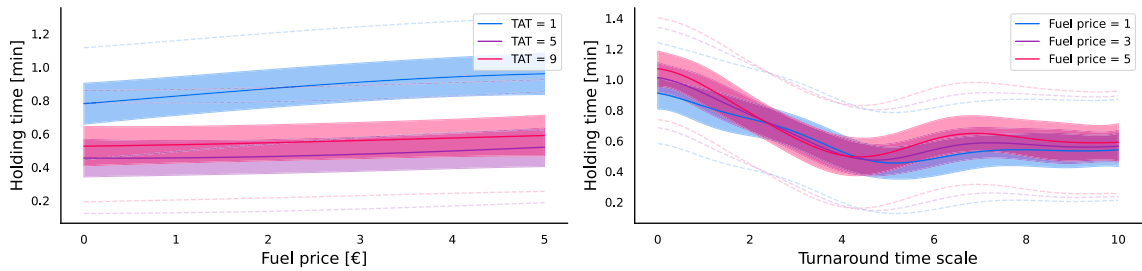 Holding time [min]
1.2
1.0
0.8
0.6
0.4
0.2
0
1
2
3
4
5
Fuel price [€]
TAT = 1
TAT = 5
TAT = 9
Holding time [min]
1.4
1.2
1.0
0.8
0.6
0.4
0.2
0
2
4
6
8
10
Turnaround time scale
Fuel price = 1
Fuel price = 3
Fuel price = 5